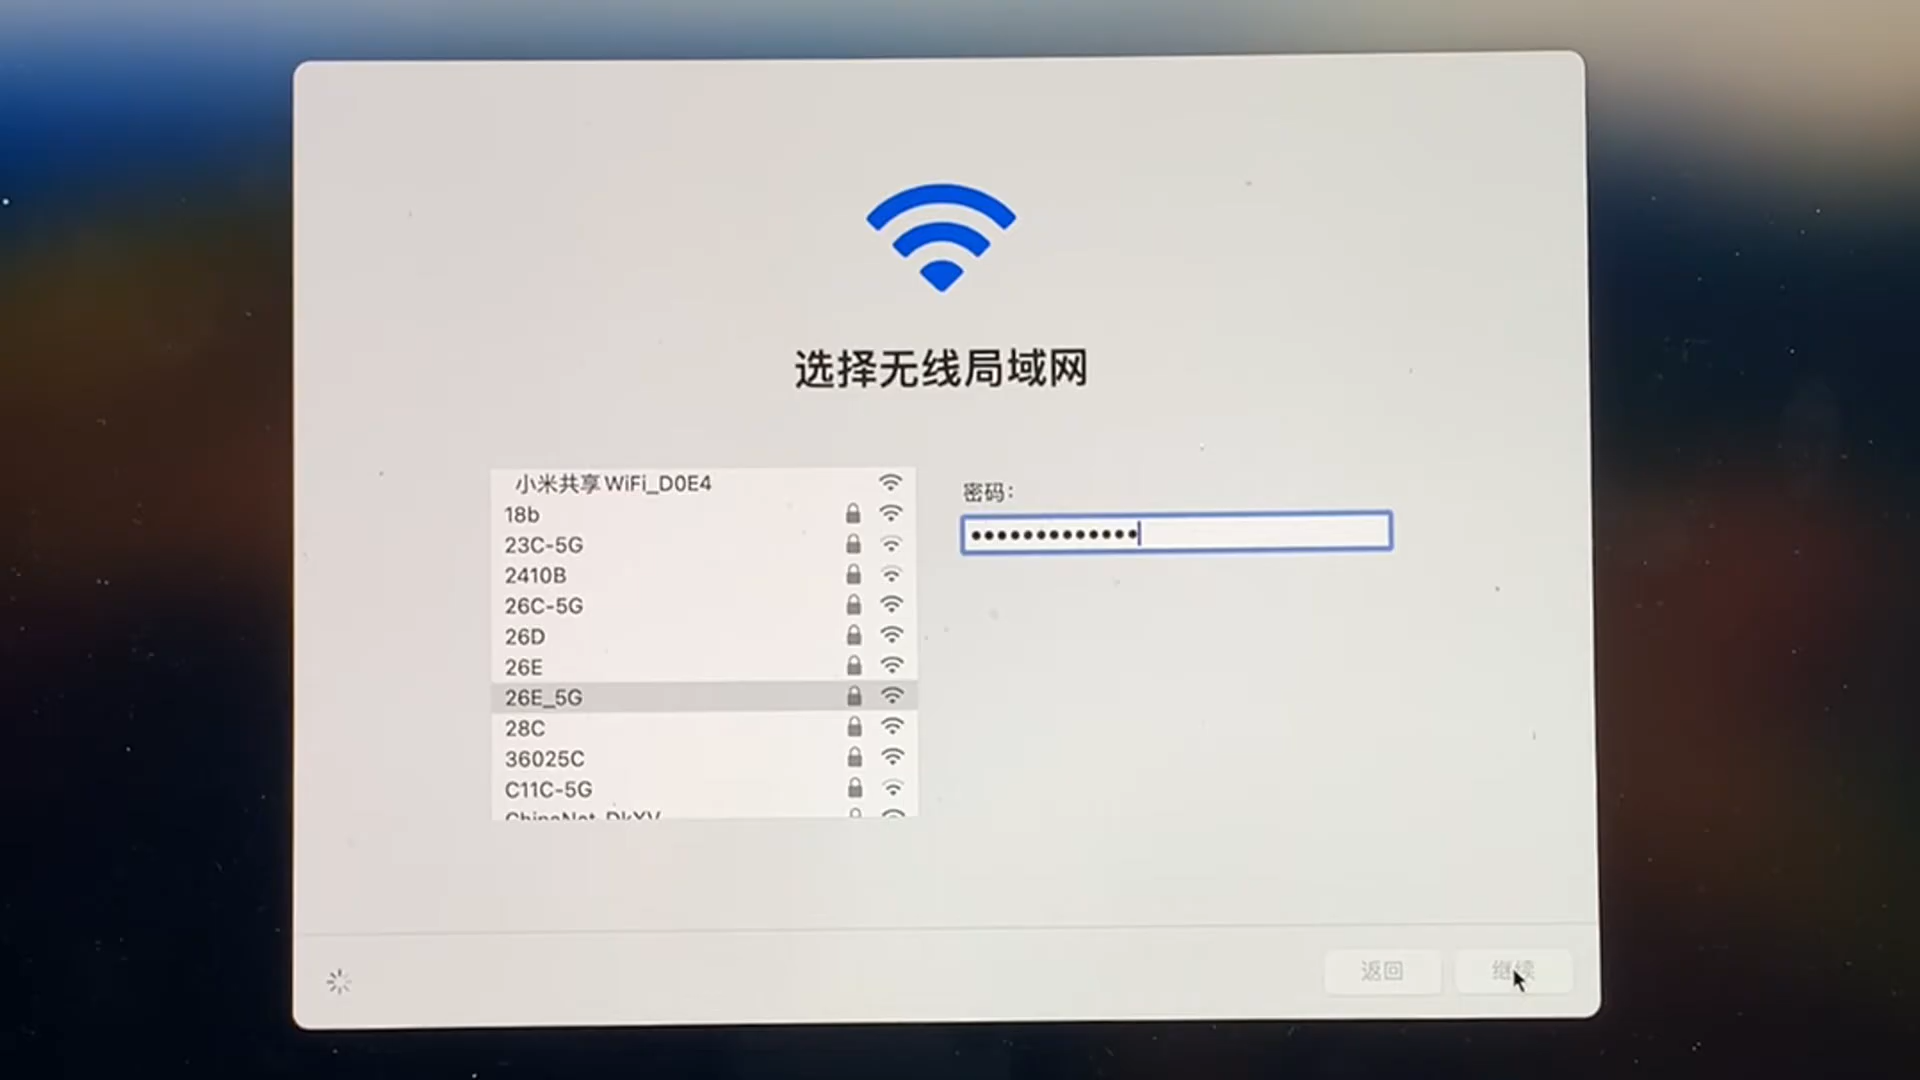 选择无线局域网
小米共享WiFi_D0E4
18b
23C-5G
2410B
26C-5G
26D
26E
26E_5G
28C
36025C
C11C-5G
密码：
返回
继续